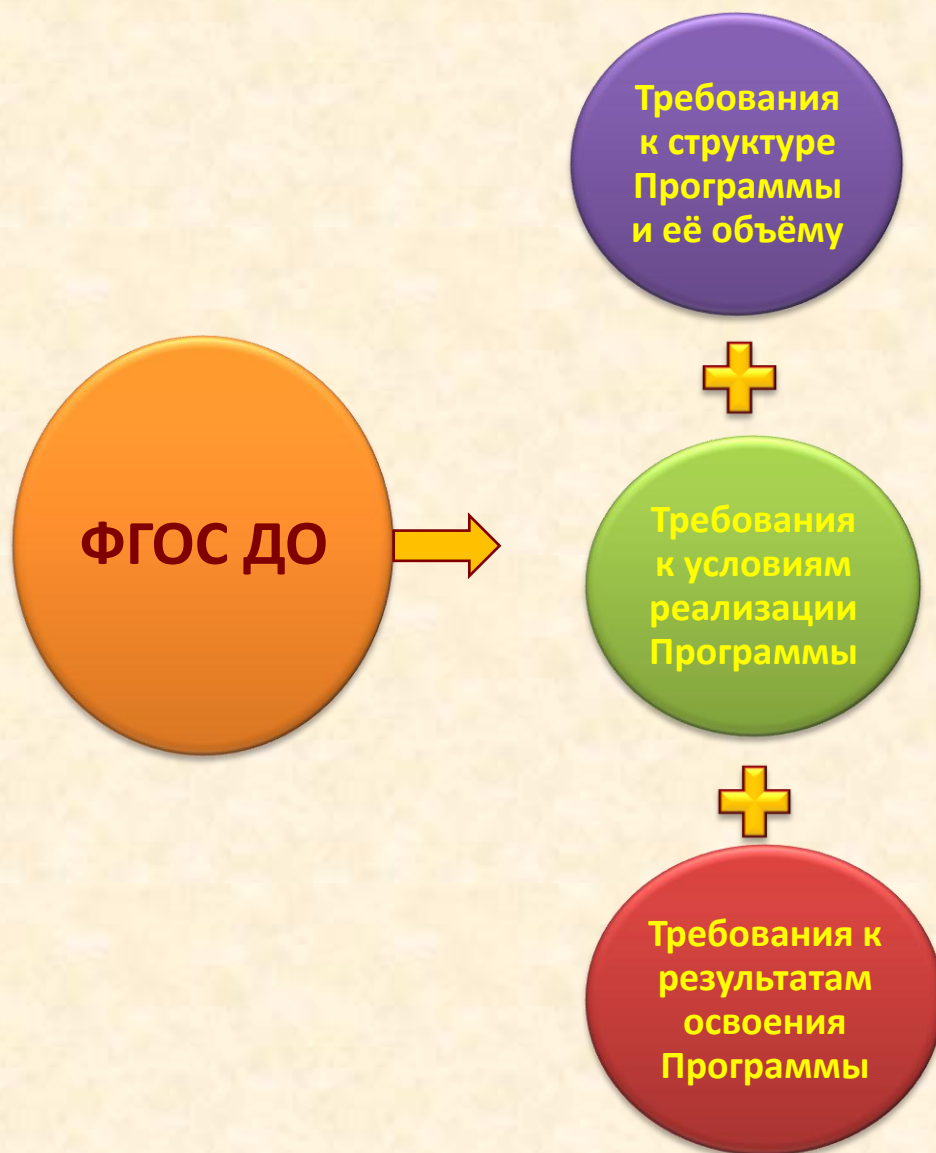 ФГОС ДО
Требования
к структуре
Программы
и её объёму
Требования
к условиям
реализации
Программы
Требования к
результатам
освоения
Программы